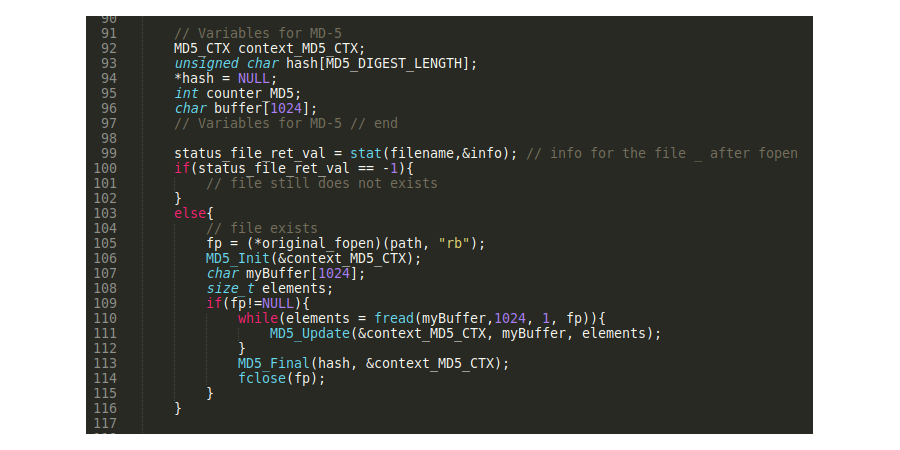 90
91 // Variables for MD-5
92 MD5_CTX context_MD5_CTX;
93 unsigned char hash[MD5_DIGEST_LENGTH];
94 *hash = NULL;
95 int counter_MD5;
96 char buffer[1024];
97 // Variables for MD-5 // end
98
99 status_file_ret_val = stat(filename,&info); // info for the file _ after fopen
100 if(status_file_ret_val == -1){
101 // file still does not exists
102 }
103 else{
104 // file exists
105 fp = (*original_fopen)(path, "rb");
106 MD5_Init(&context_MD5_CTX);
107 char myBuffer[1024];
108 size_t elements;
109 if(fp!=NULL){
110 while(elements = fread(myBuffer,1024, 1, fp)){
111 MD5_Update(&context_MD5_CTX, myBuffer, elements);
112 }
113 MD5_Final(hash, &context_MD5_CTX);
114 fclose(fp);
115 }
116 }
117